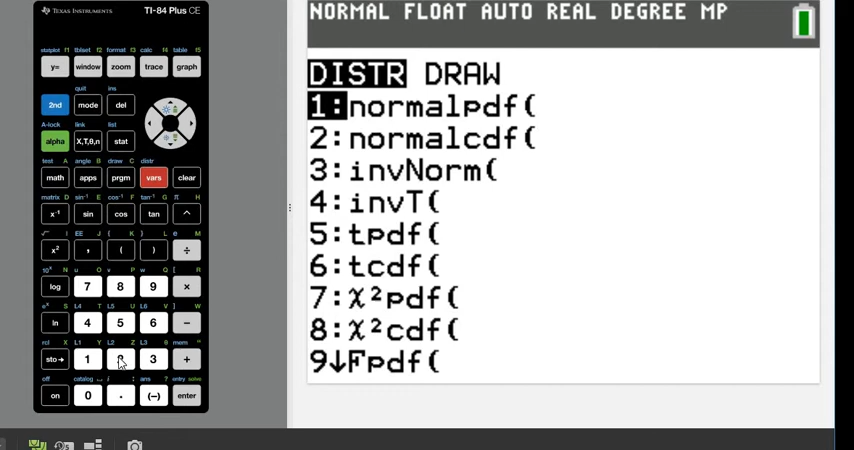 TEXAS INSTRUMENTS TI-84 Plus CE
NORMAL FLOAT AUTO REAL DEGREE MP
DISTR DRAW
1:normalpdf(
2:normalcdf(
3:invNorm(
4:invT(
5:tpdf(
6:tcdf(
7:χ²pdf(
8:χ²cdf(
9↓Fpdf(
statplot f1 tblset f2 format f3 calc f4 table f5
y= window zoom trace graph
quit ins
2nd mode del
A-lock link list
alpha X,T,θ,n stat
test A angle B draw C distr
math apps prgm vars clear
matrix D sin⁻¹ E cos⁻¹ F tan⁻¹ G π H
x⁻¹ sin cos tan ^
√ I EE J { K } L e M
x² , ( ) ÷
10ˣ N u O v P w Q [ R
log 7 8 9 ×
eˣ S L4 T L5 U L6 V ] W
ln 4 5 6 −
rcl X L1 Y L2 Z L3 θ mem "
sto→ 1 3 +
off catalog i : ans ? entry solve
on 0 . (−) enter